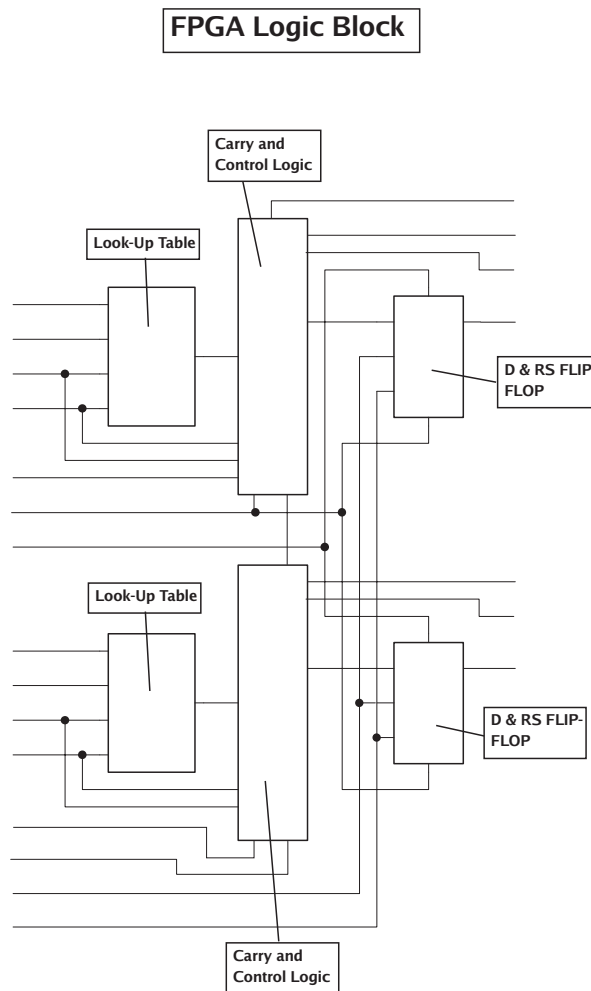 FPGA Logic Block
Carry and
Control Logic
Look-Up Table
D & RS FLIP
FLOP
Look-Up Table
D & RS FLIP-
FLOP
Carry and
Control Logic